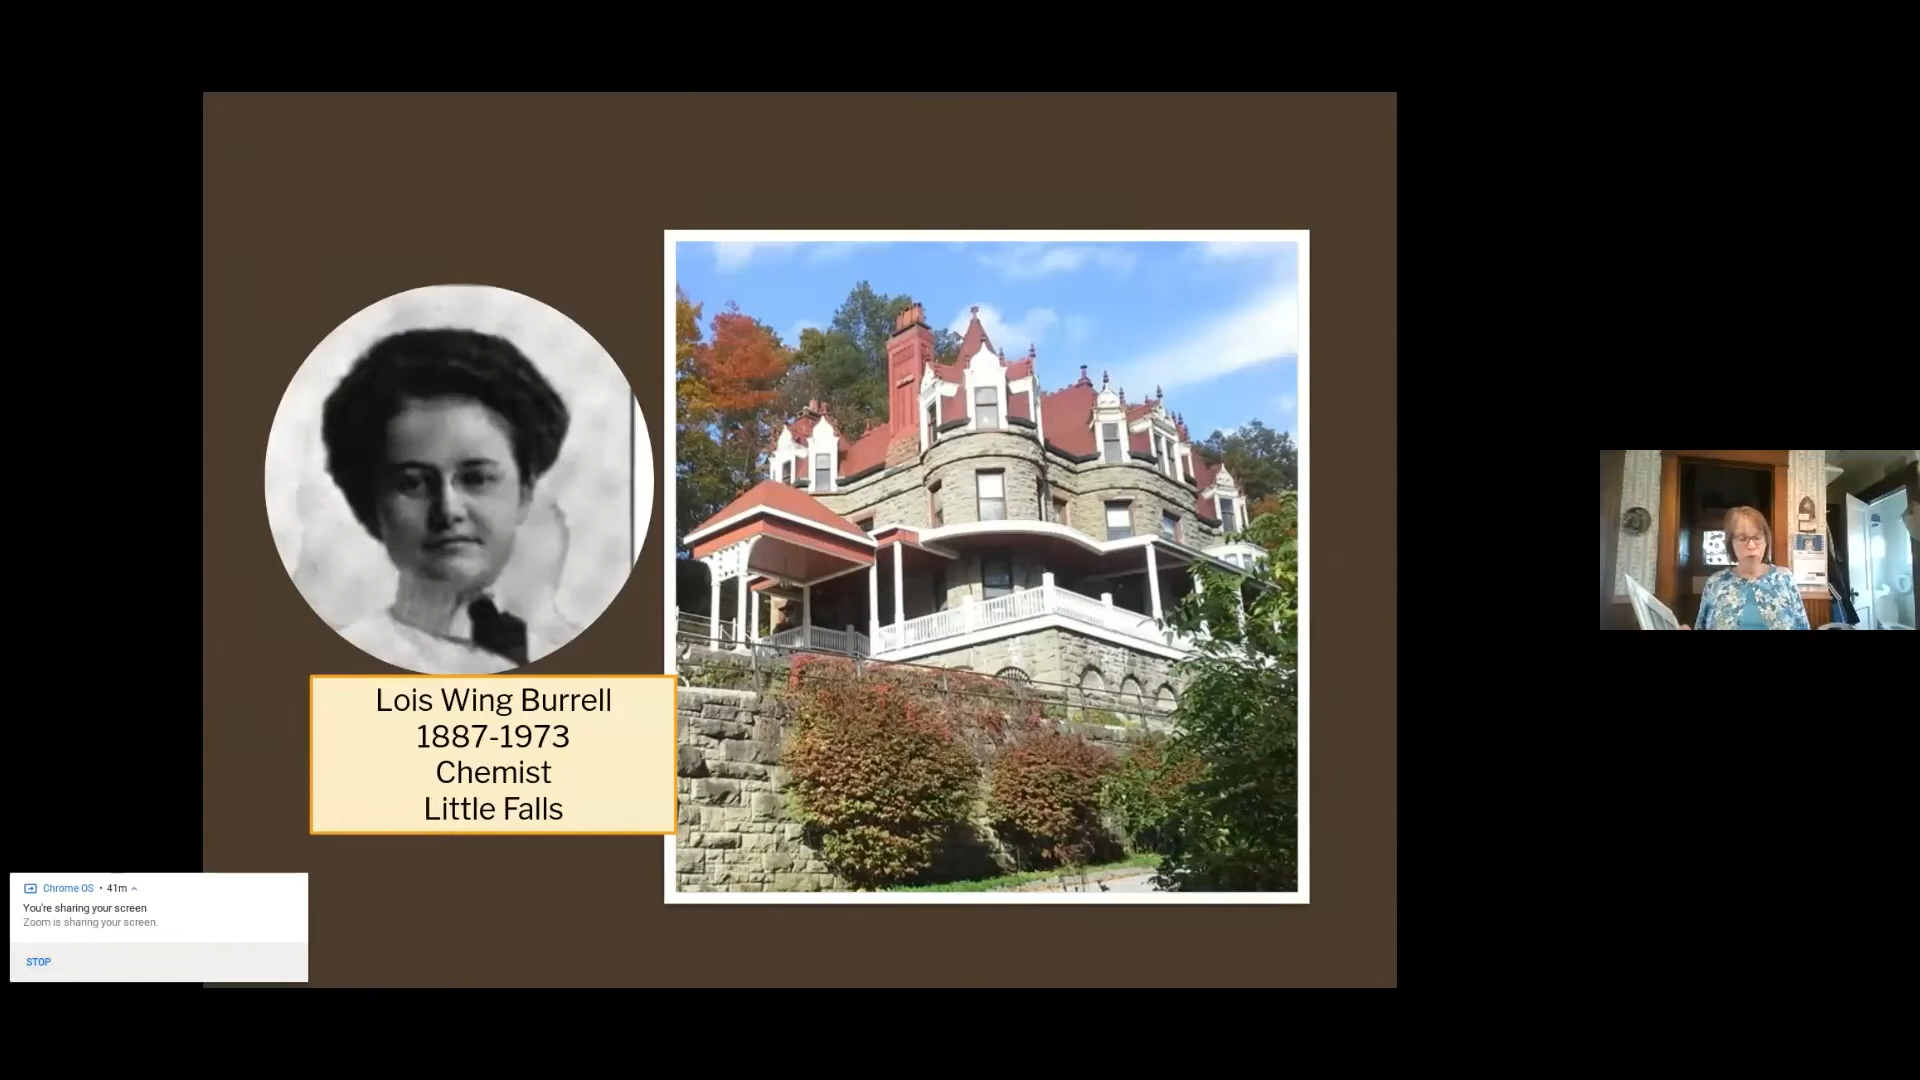 Lois Wing Burrell
1887-1973
Chemist
Little Falls
Chrome OS • 41m
You're sharing your screen
Zoom is sharing your screen.
STOP